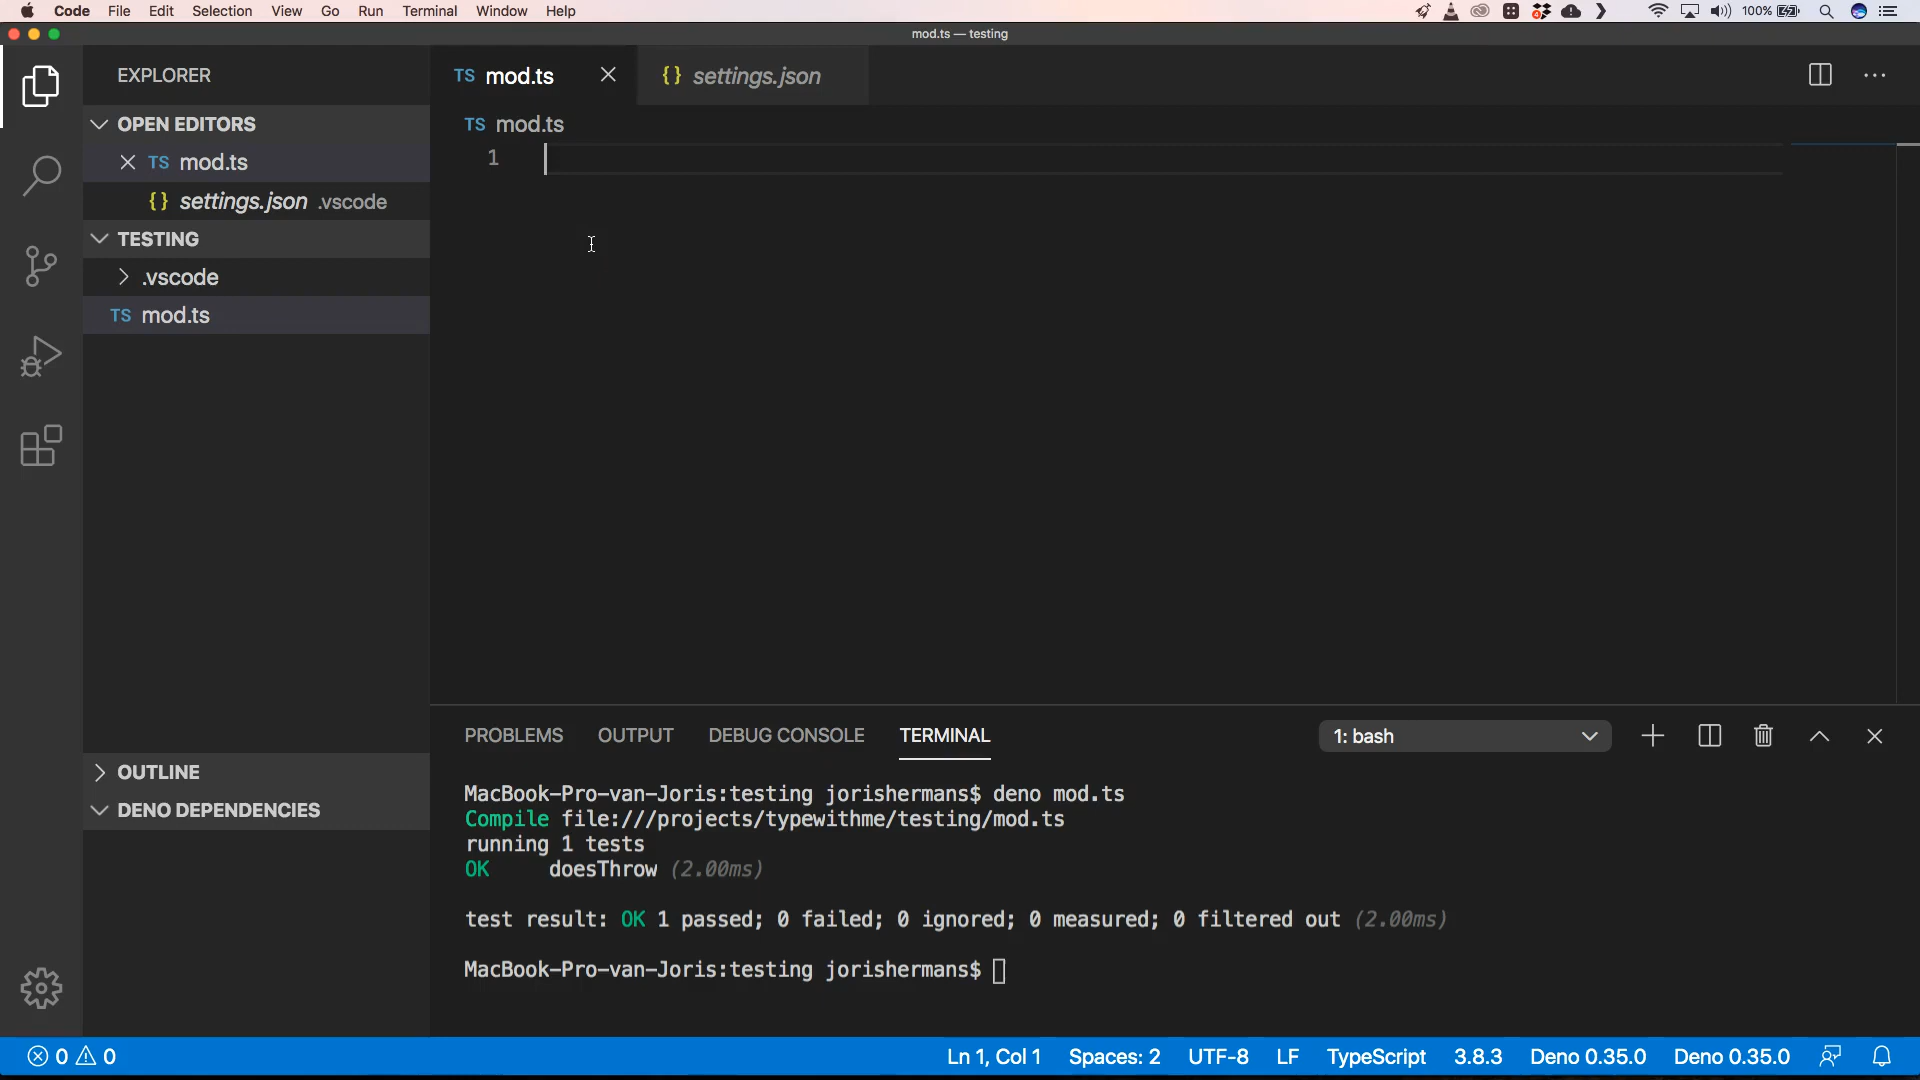 Code File Edit Selection View Go Run Terminal Window Help 4 100%
mod.ts — testing
EXPLORER
OPEN EDITORS
TS mod.ts
{} settings.json .vscode
TESTING
.vscode
TS mod.ts
OUTLINE
DENO DEPENDENCIES
TS mod.ts {} settings.json
TS mod.ts
1
PROBLEMS OUTPUT DEBUG CONSOLE TERMINAL 1: bash
MacBook-Pro-van-Joris:testing jorishermans$ deno mod.ts
Compile file:///projects/typewithme/testing/mod.ts
running 1 tests
OK doesThrow (2.00ms)
test result: OK 1 passed; 0 failed; 0 ignored; 0 measured; 0 filtered out (2.00ms)
MacBook-Pro-van-Joris:testing jorishermans$
0 0 Ln 1, Col 1 Spaces: 2 UTF-8 LF TypeScript 3.8.3 Deno 0.35.0 Deno 0.35.0